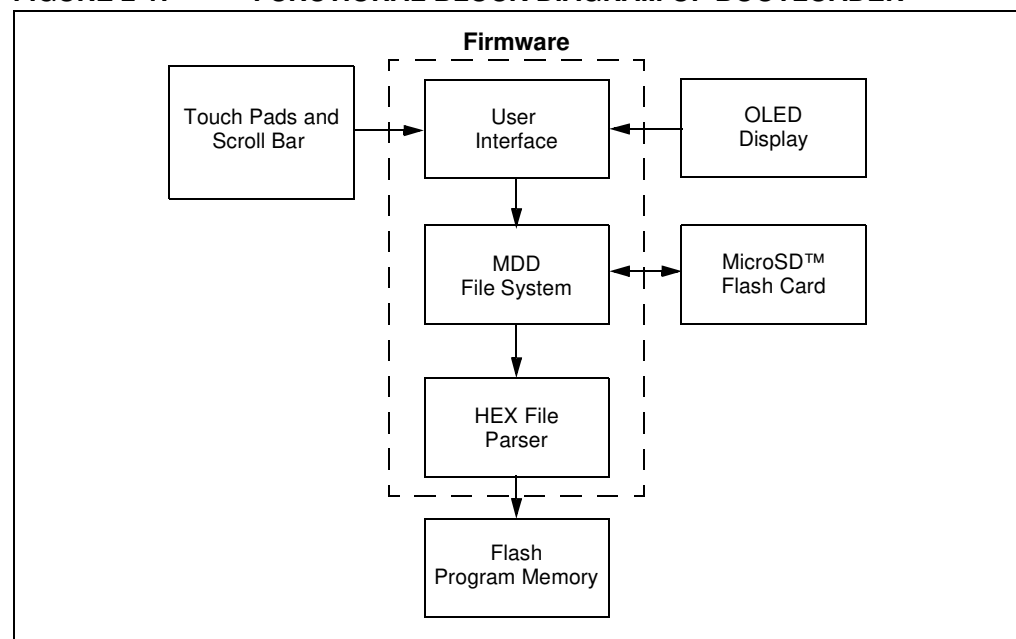 Firmware
Touch Pads and
Scroll Bar
User
Interface
OLED
Display
MDD
File System
MicroSD™
Flash Card
HEX File
Parser
Flash
Program Memory